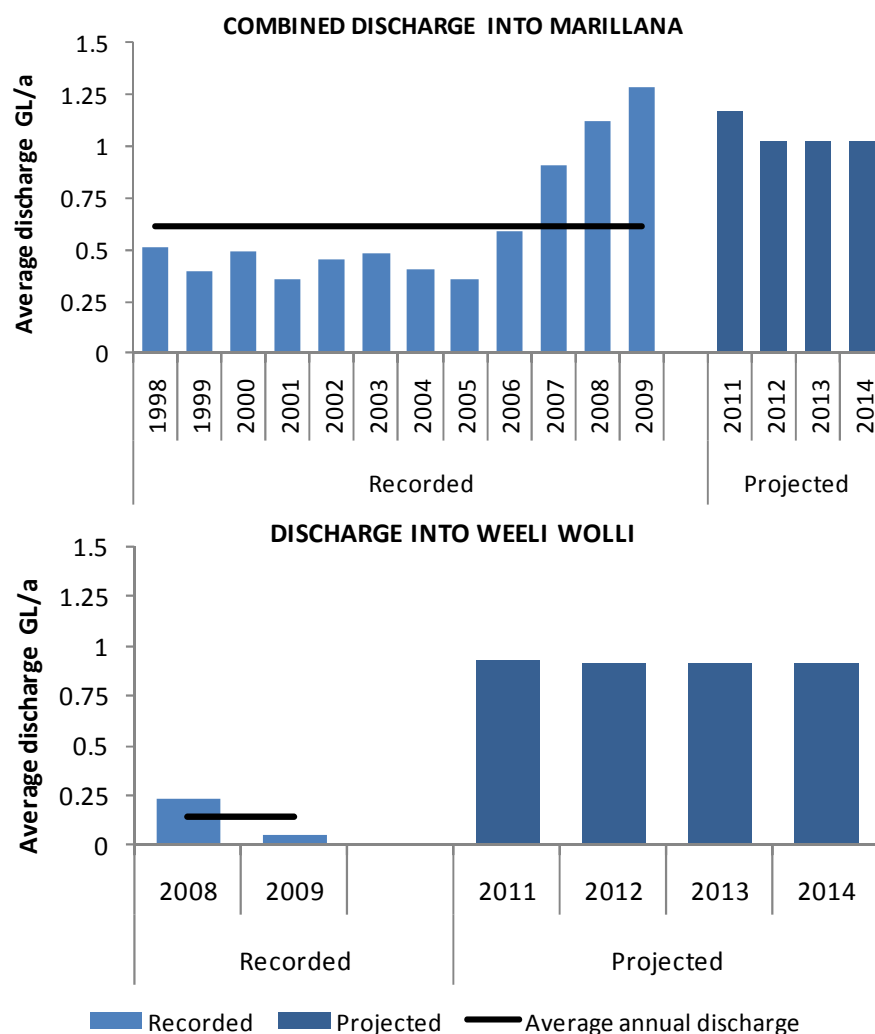 COMBINED DISCHARGE INTO MARILLANA
Average discharge GL/a
1.5
1.25
1
0.75
0.5
0.25
0
1998 1999 2000 2001 2002 2003 2004 2005 2006 2007 2008 2009 2011 2012 2013 2014
Recorded Projected
DISCHARGE INTO WEELI WOLLI
Average discharge GL/a
1.5
1.25
1
0.75
0.5
0.25
0
2008 2009 2011 2012 2013 2014
Recorded Projected
Recorded Projected Average annual discharge